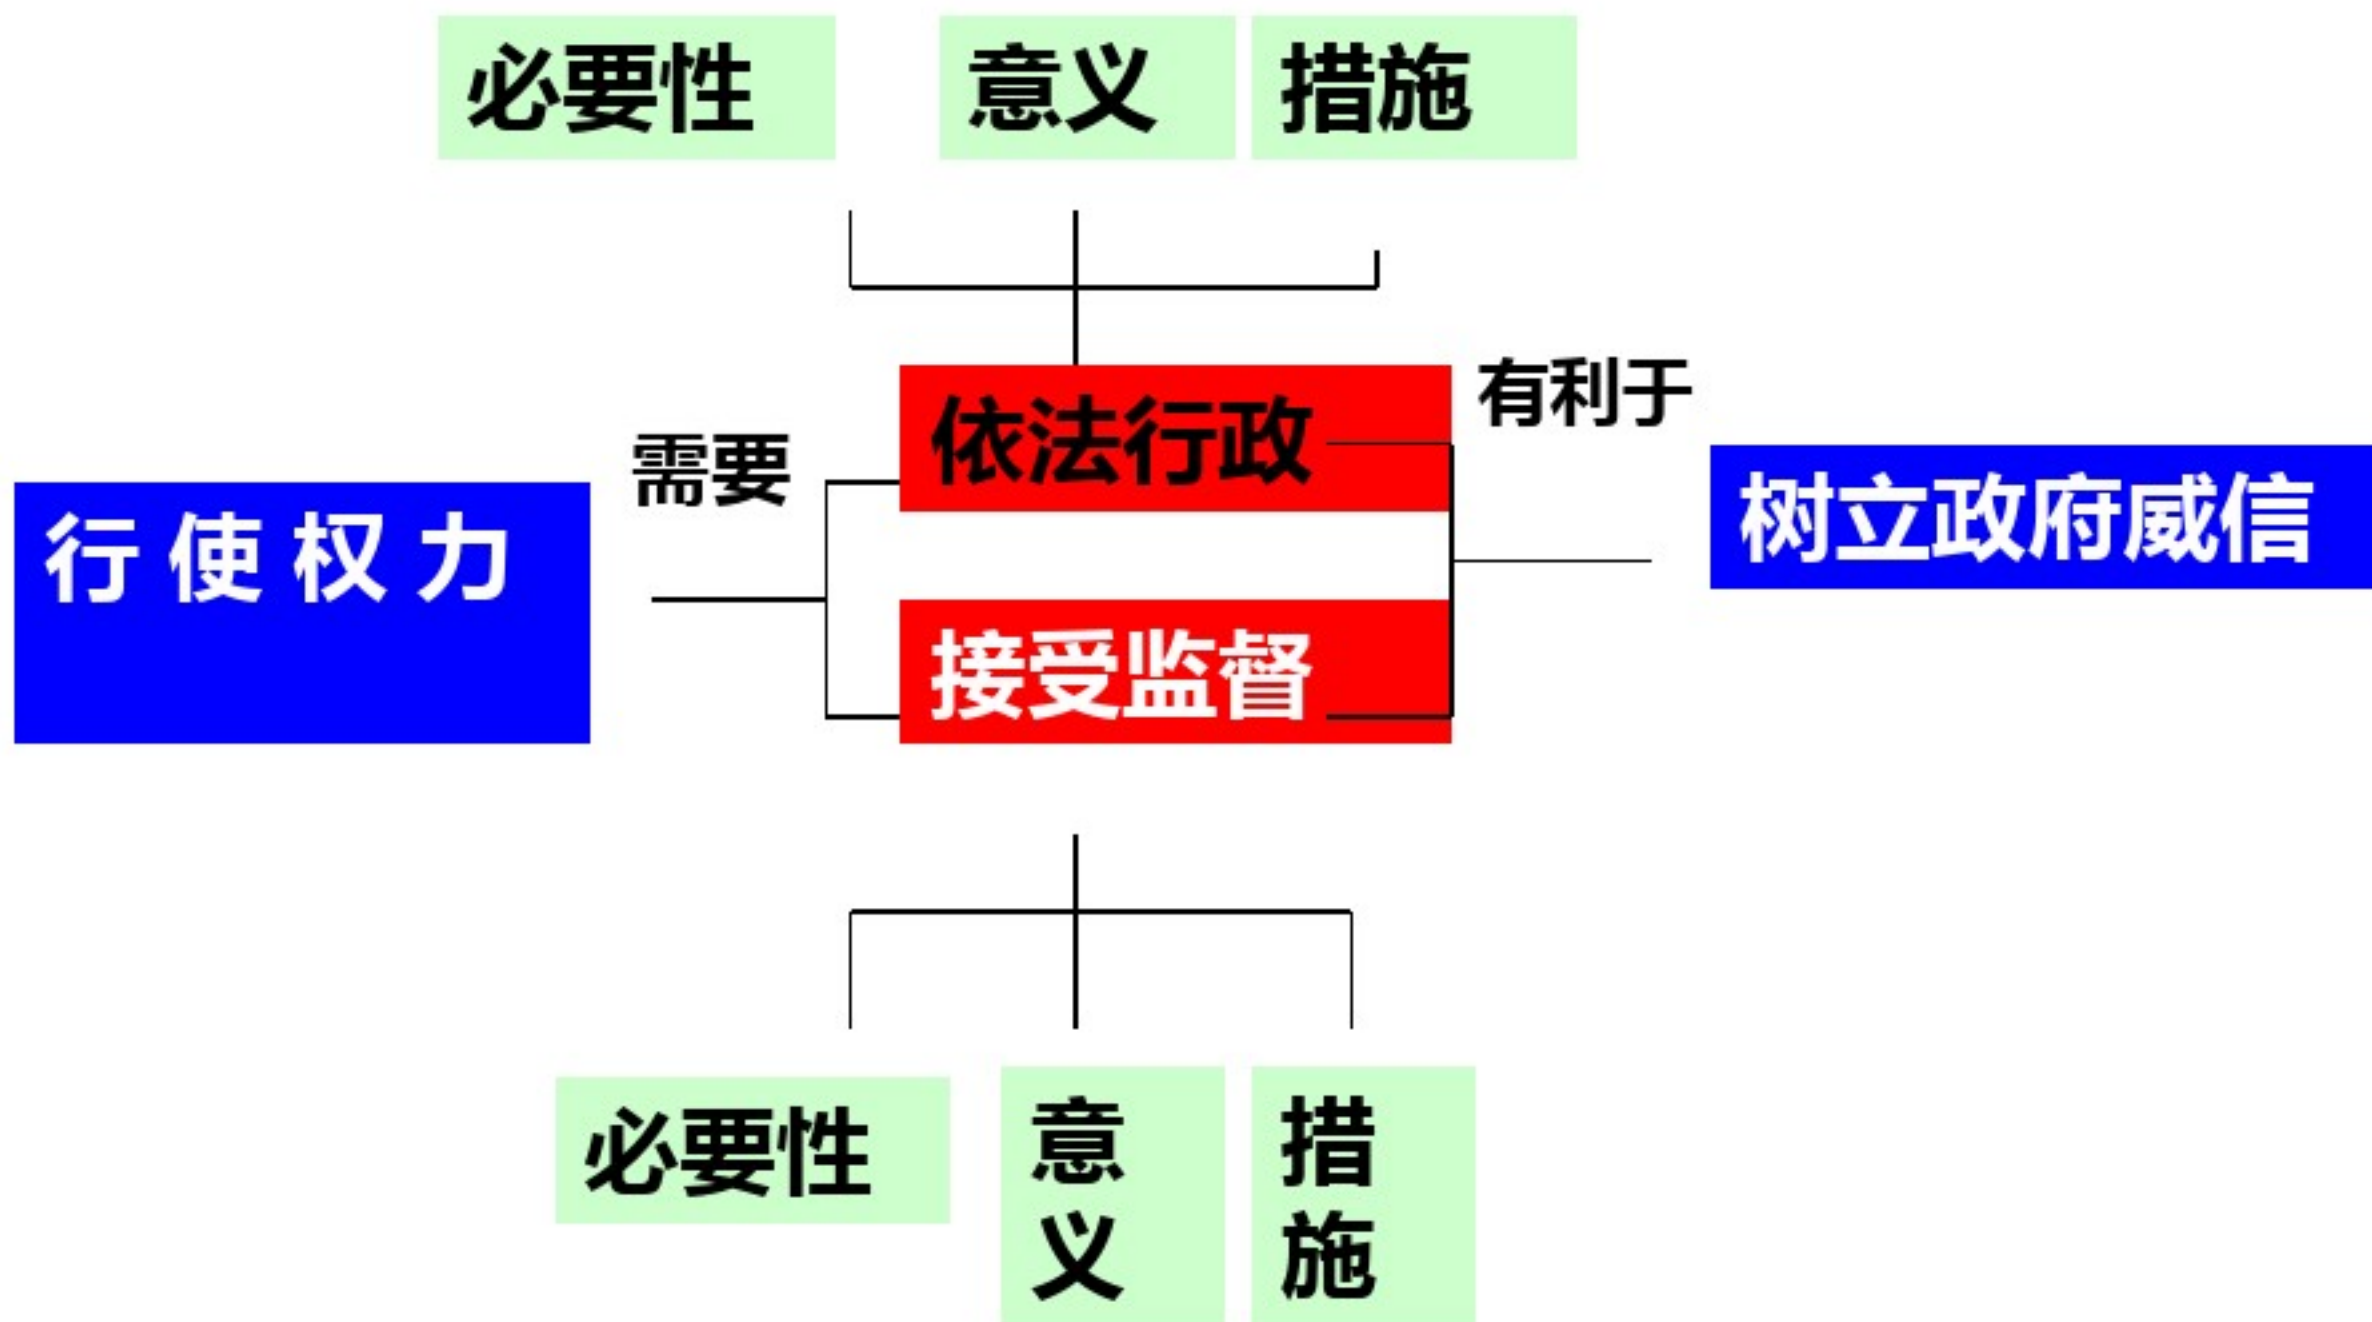 必要性
意义
措施
依法行政
有利于
需要
行 使 权 力
树立政府威信
接受监督
必要性
意
义
措
施